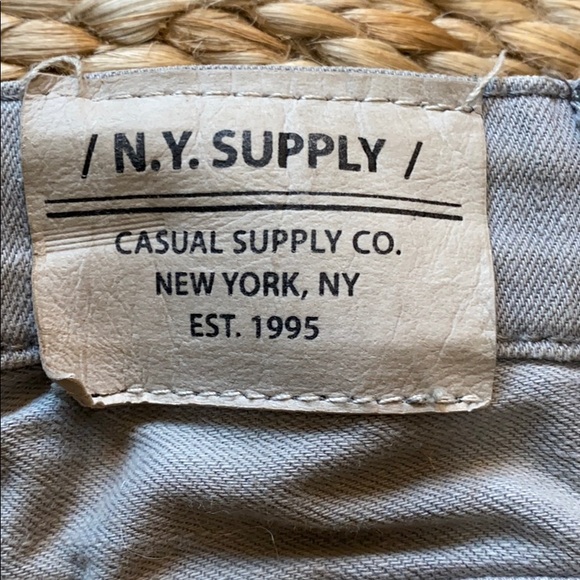 / N.Y. SUPPLY /
CASUAL SUPPLY CO.
NEW YORK, NY
EST. 1995